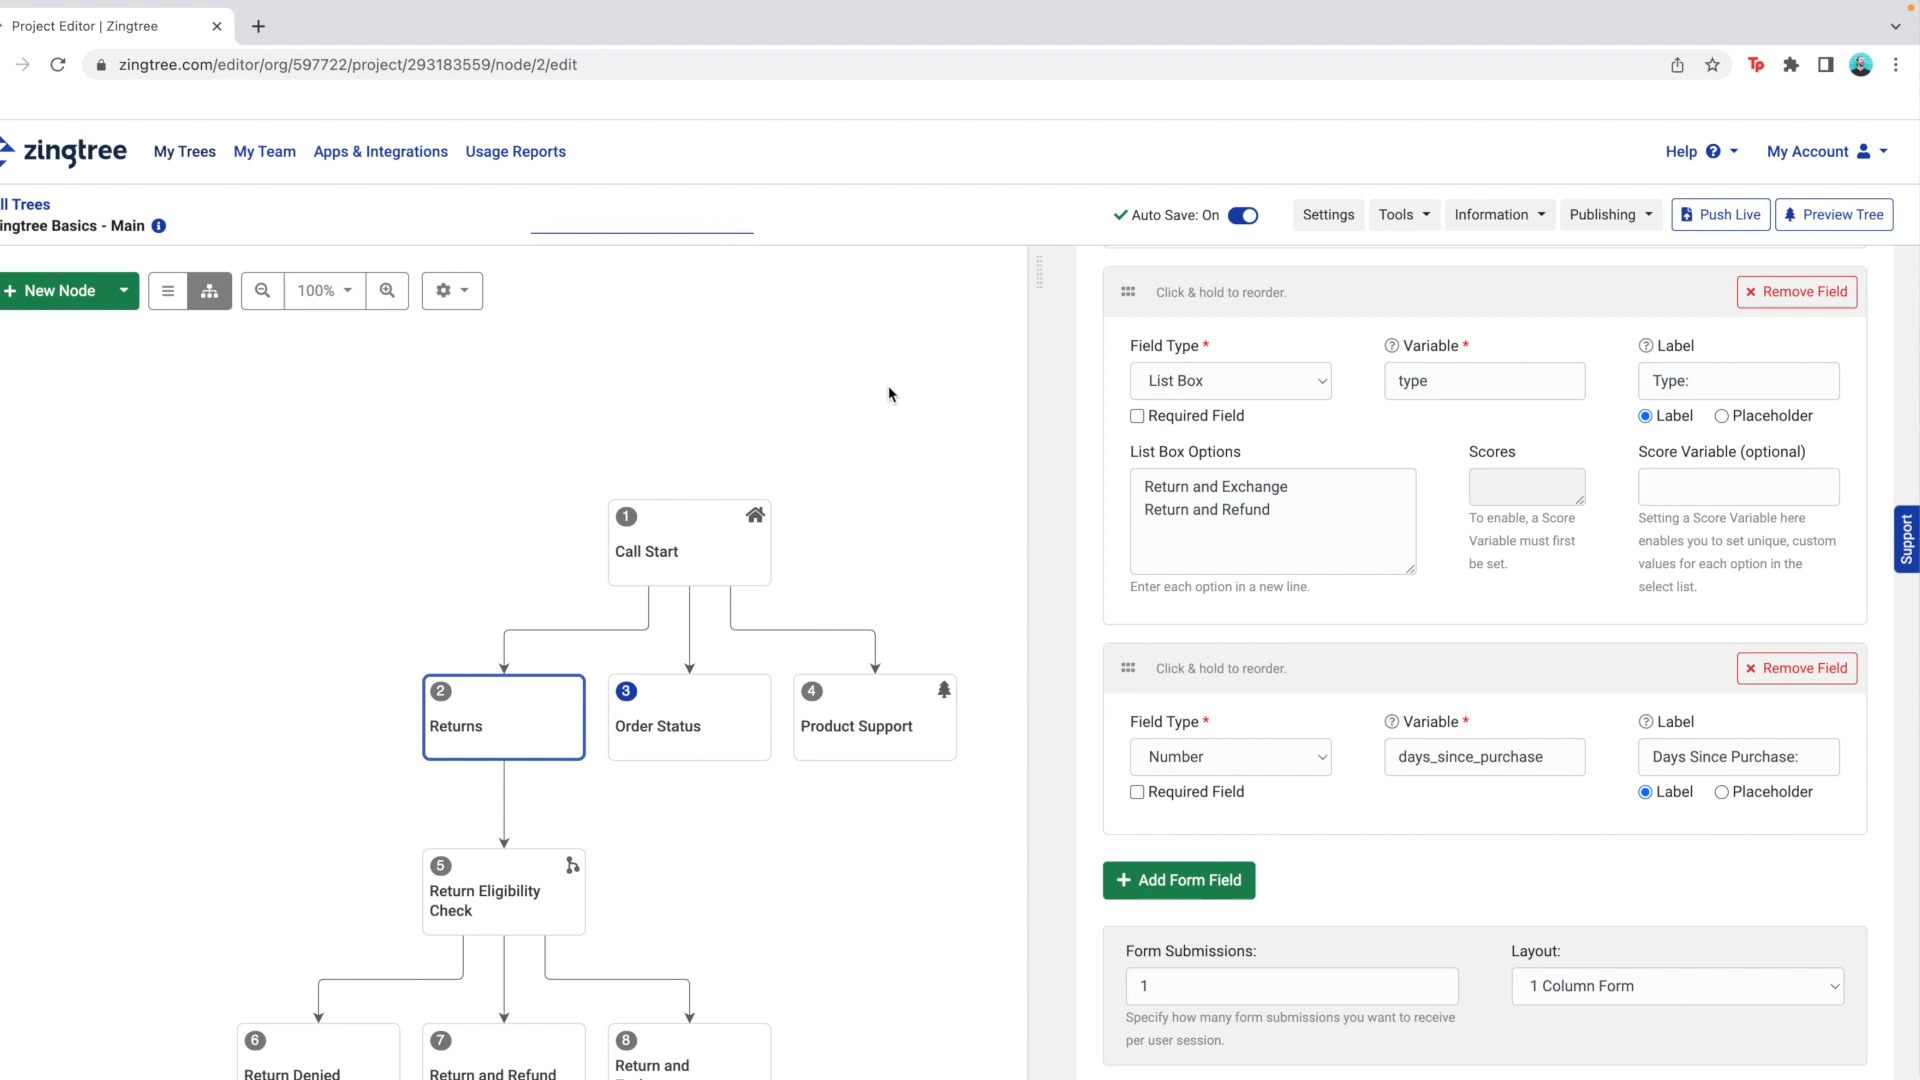 Project Editor | Zingtree
zingtree.com/editor/org/597722/project/293183559/node/2/edit
Tp
zingtree
My Trees
My Team
Apps & Integrations
Usage Reports
Help ?
My Account
ll Trees
ingtree Basics - Main
Auto Save: On
Settings
Tools
Information
Publishing
Push Live
Preview Tree
+ New Node
100%
Click & hold to reorder.
× Remove Field
Field Type *
? Variable *
? Label
List Box
type
Type:
Required Field
Label
Placeholder
List Box Options
Scores
Score Variable (optional)
Return and Exchange
Return and Refund
To enable, a Score
Variable must first
be set.
Setting a Score Variable here
enables you to set unique, custom
values for each option in the
select list.
Enter each option in a new line.
Support
1
Call Start
2
Returns
3
Order Status
4
Product Support
5
Return Eligibility
Check
6
Return Denied
7
Return and Refund
8
Return and
Click & hold to reorder.
× Remove Field
Field Type *
? Variable *
? Label
Number
days_since_purchase
Days Since Purchase:
Required Field
Label
Placeholder
+ Add Form Field
Form Submissions:
Layout:
1
1 Column Form
Specify how many form submissions you want to receive
per user session.